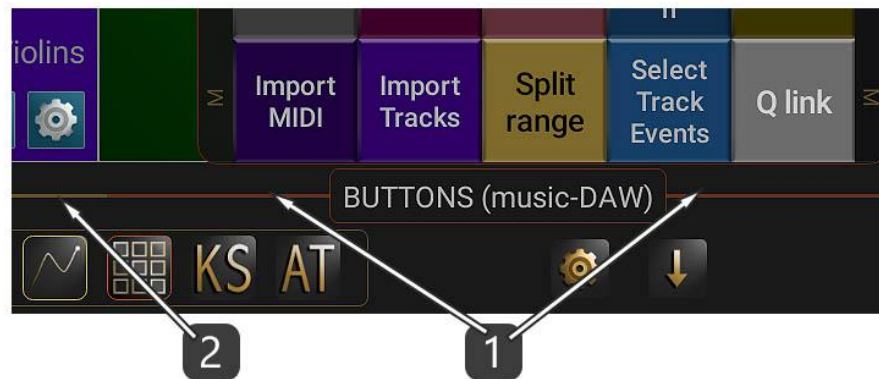 n
iolins
Import
MIDI
Import
Tracks
Split
range
Select
Track
Events
Q link
M
M
BUTTONS (music-DAW)
KS
AT
2
1